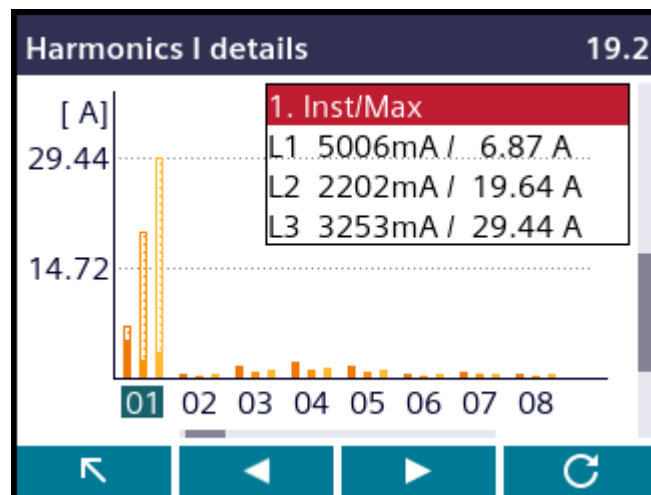 Harmonics I details 19.2
[ A]
1. Inst/Max
29.44
L1 5006mA / 6.87 A
L2 2202mA / 19.64 A
L3 3253mA / 29.44 A
14.72
01 02 03 04 05 06 07 08